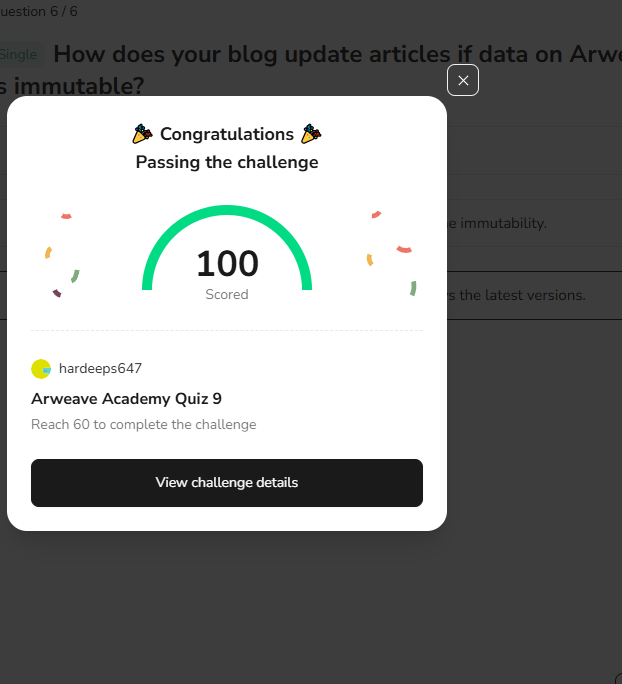 uestion 6 / 6
Single How does your blog update articles if data on Arwe
s immutable?
Congratulations
Passing the challenge
e immutability.
100
s the latest versions.
Scored
hardeeps647
Arweave Academy Quiz 9
Reach 60 to complete the challenge
View challenge details